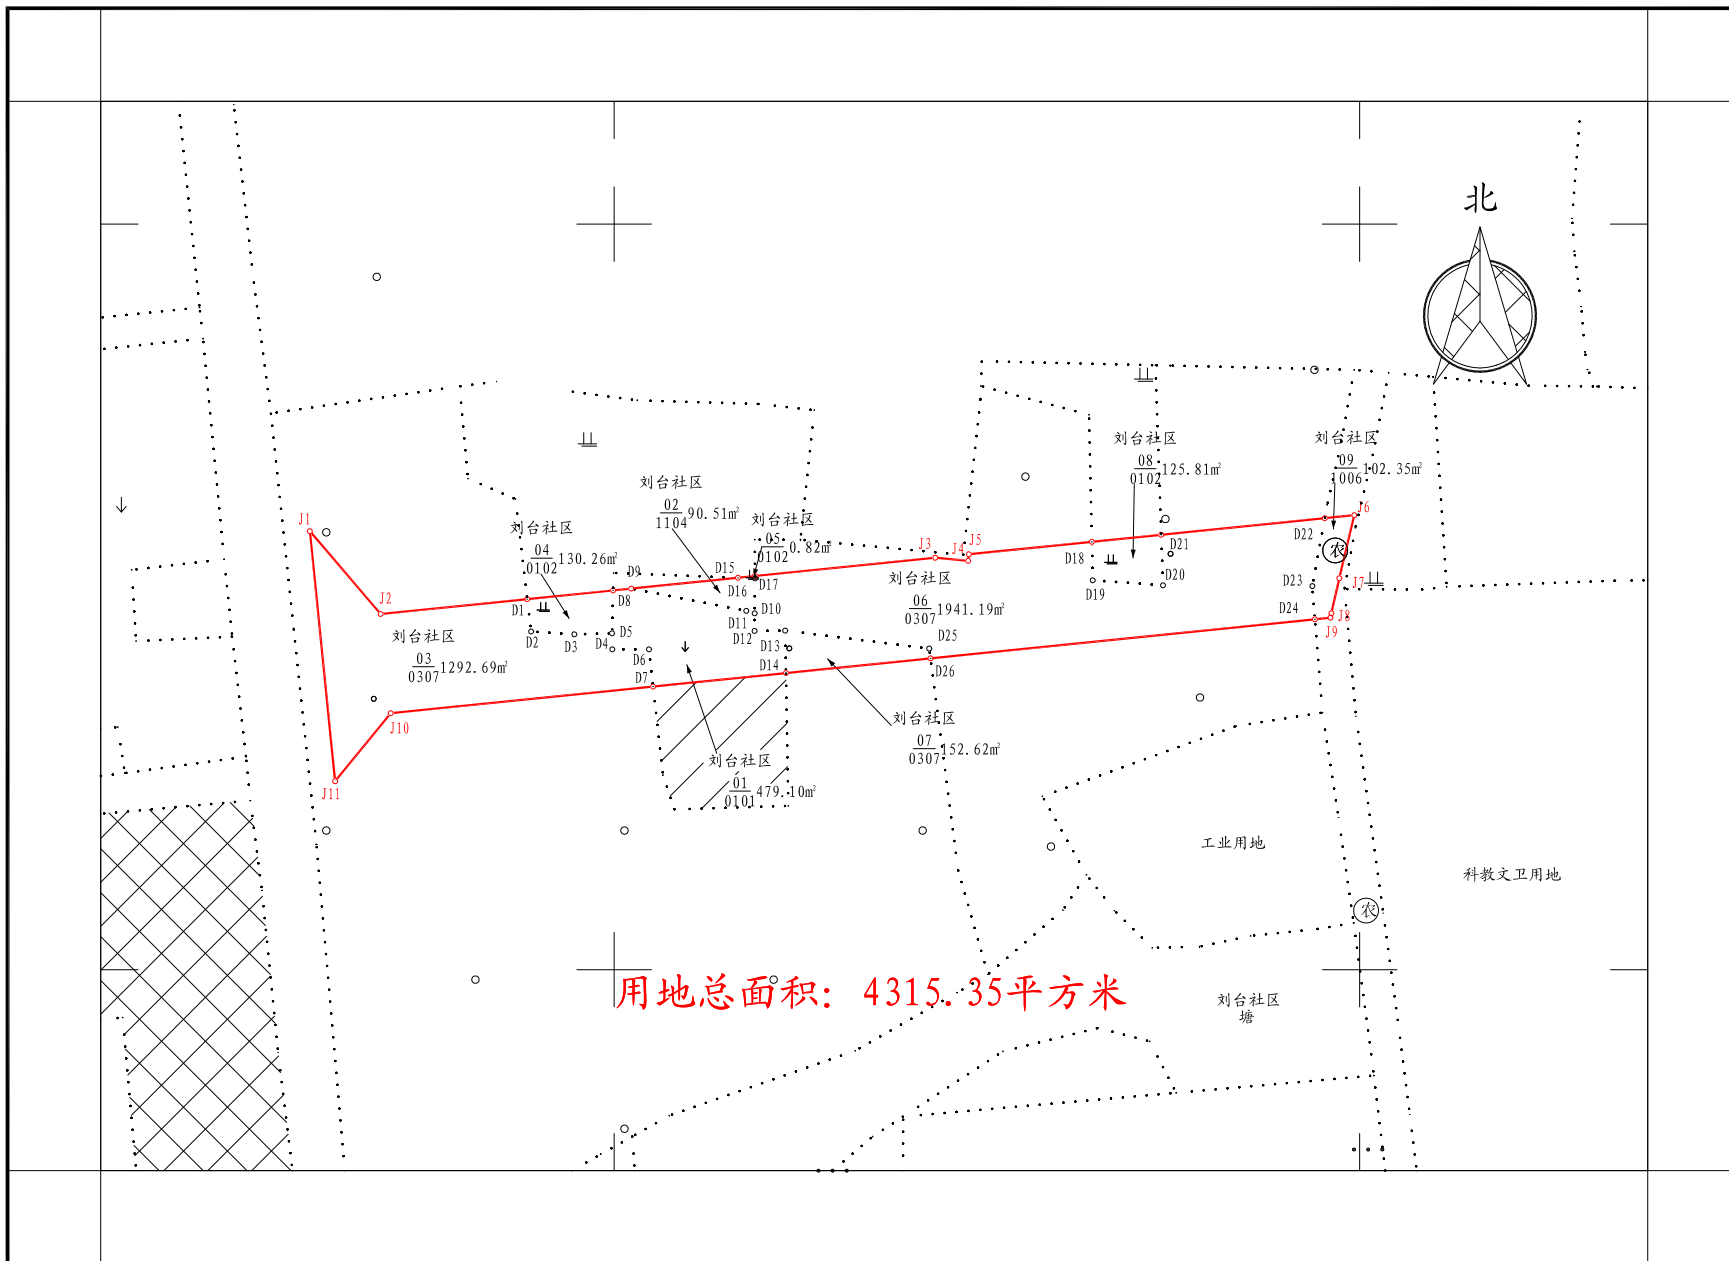 北
刘台社区
08
0102
125.81㎡
刘台社区
09
1006
102.35㎡
刘台社区
02
1104
90.51㎡
刘台社区
05
0102
0.82㎡
刘台社区
04
0102
130.26㎡
J1
J2
J3
J4
J5
J6
J7
J8
J9
J10
J11
D1
D2
D3
D4
D5
D6
D7
D8
D9
D10
D11
D12
D13
D14
D15
D16
D17
D18
D19
D20
D21
D22
D23
D24
D25
D26
农
刘台社区
06
0307
1941.19㎡
刘台社区
03
0307
1292.69㎡
刘台社区
07
0307
152.62㎡
刘台社区
01
0101
479.10㎡
工业用地
科教文卫用地
农
用地总面积: 4315.35平方米
刘台社区
塘